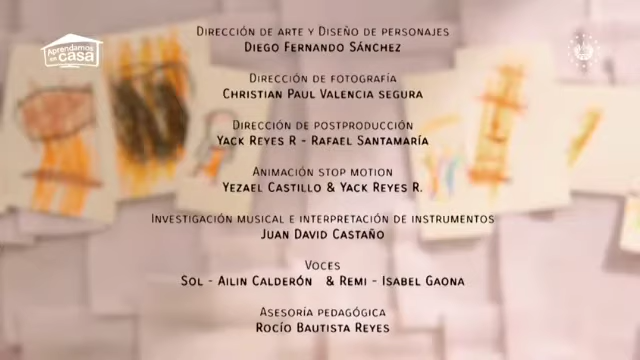 Aprendamos
en
casa
Dirección de arte y Diseño de personajes
Diego Fernando Sánchez
Dirección de fotografía
Christian Paul Valencia segura
Dirección de postproducción
Yack Reyes R - Rafael Santamaría
Animación stop motion
Yezael Castillo & Yack Reyes R.
Investigación musical e interpretación de instrumentos
Juan David Castaño
Voces
Sol - Ailin Calderón & Remi - Isabel Gaona
Asesoría pedagógica
Rocío Bautista Reyes